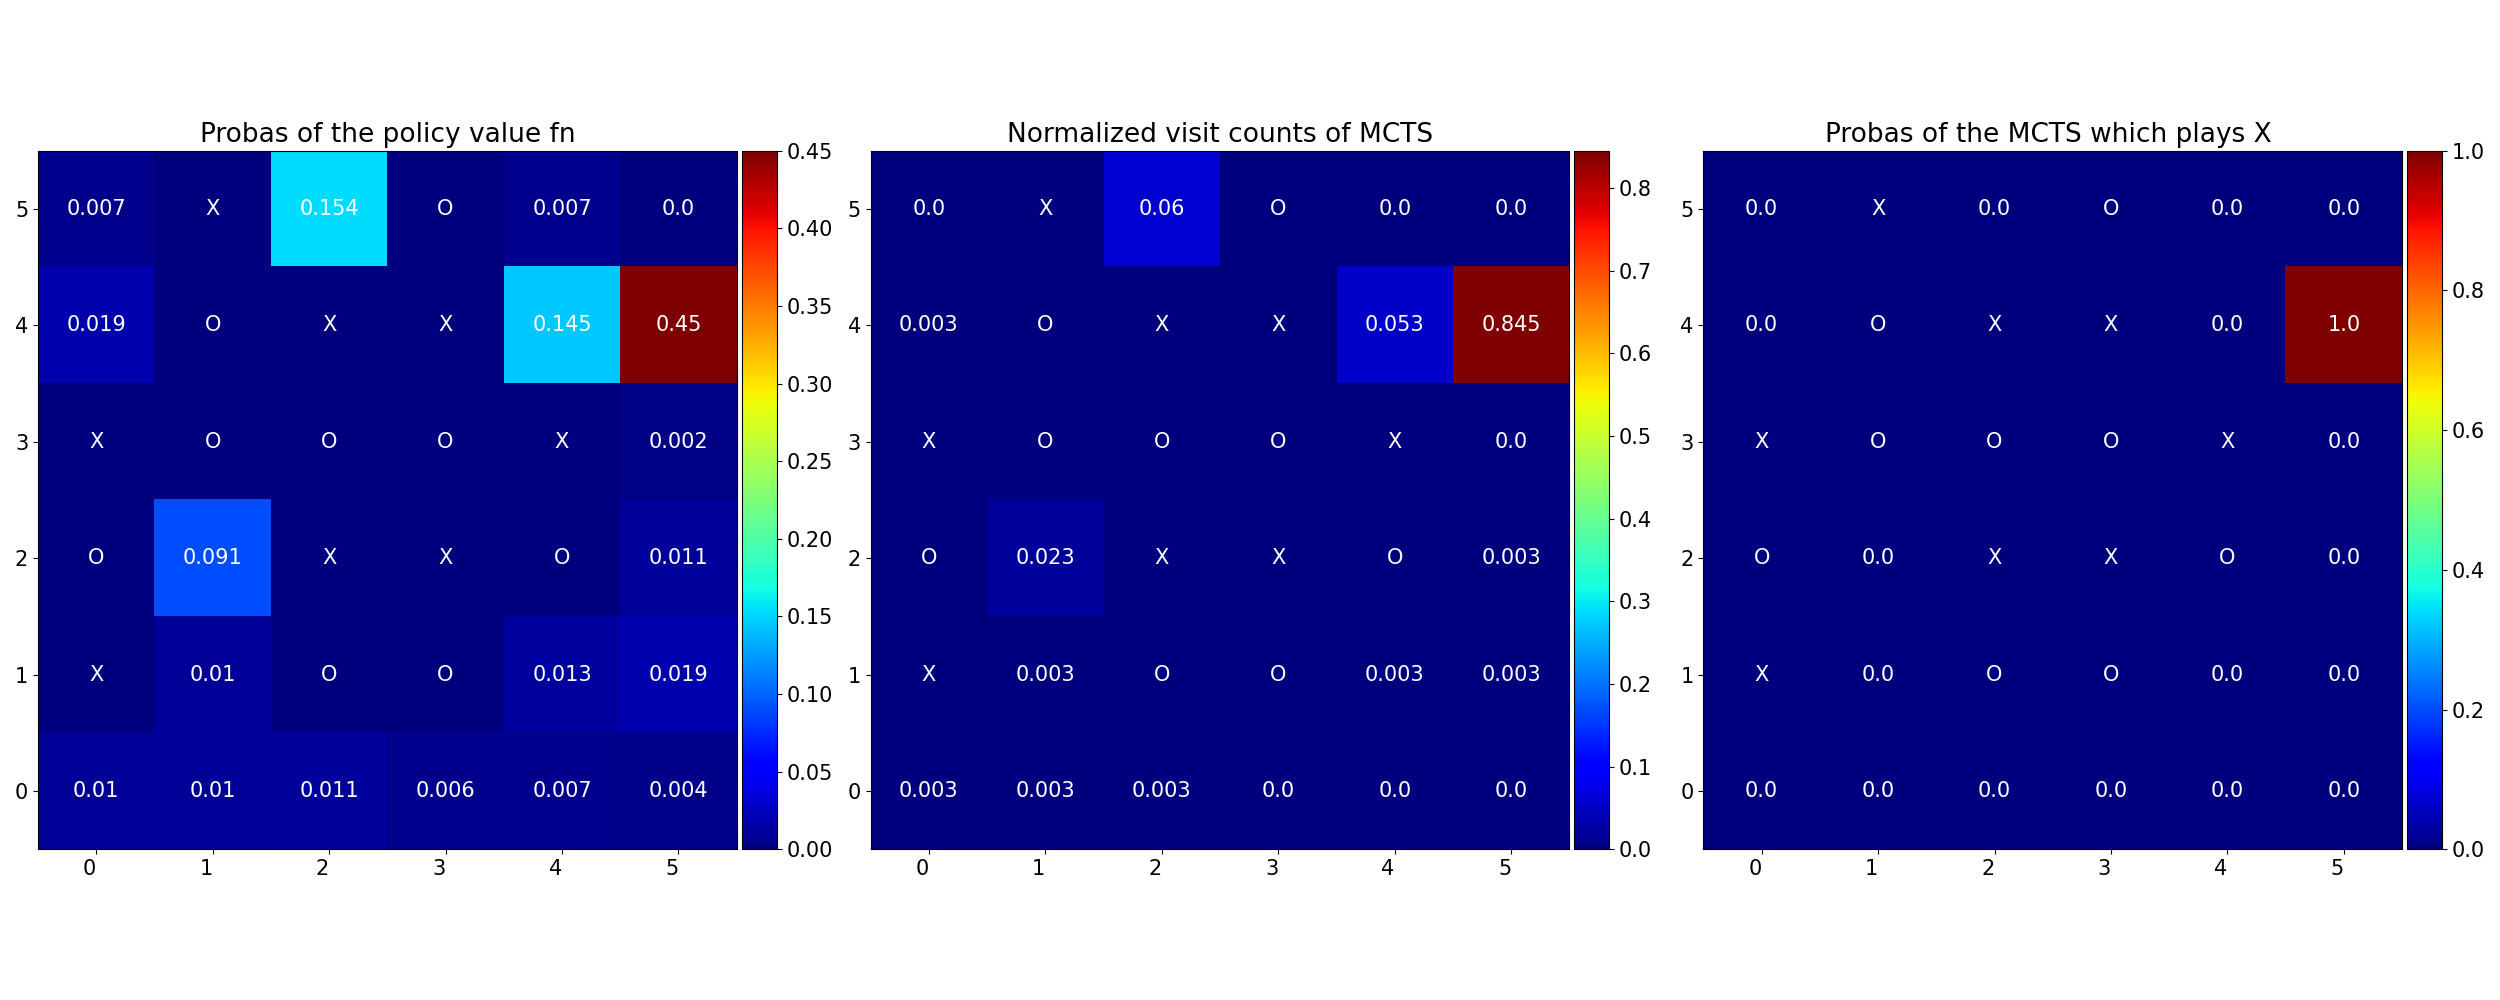 Probas of the policy value fn
5 0.007 X 0.154 O 0.007 0.0
4 0.019 O X X 0.145 0.45
3 X O O O X 0.002
2 O 0.091 X X O 0.011
1 X 0.01 O O 0.013 0.019
0 0.01 0.01 0.011 0.006 0.007 0.004
0 1 2 3 4 5
0.45
0.40
0.35
0.30
0.25
0.20
0.15
0.10
0.05
0.00
Normalized visit counts of MCTS
5 0.0 X 0.06 O 0.0 0.0
4 0.003 O X X 0.053 0.845
3 X O O O X 0.0
2 O 0.023 X X O 0.003
1 X 0.003 O O 0.003 0.003
0 0.003 0.003 0.003 0.0 0.0 0.0
0 1 2 3 4 5
0.8
0.7
0.6
0.5
0.4
0.3
0.2
0.1
0.0
Probas of the MCTS which plays X
5 0.0 X 0.0 O 0.0 0.0
4 0.0 O X X 0.0 1.0
3 X O O O X 0.0
2 O 0.0 X X O 0.0
1 X 0.0 O O 0.0 0.0
0 0.0 0.0 0.0 0.0 0.0 0.0
0 1 2 3 4 5
1.0
0.8
0.6
0.4
0.2
0.0